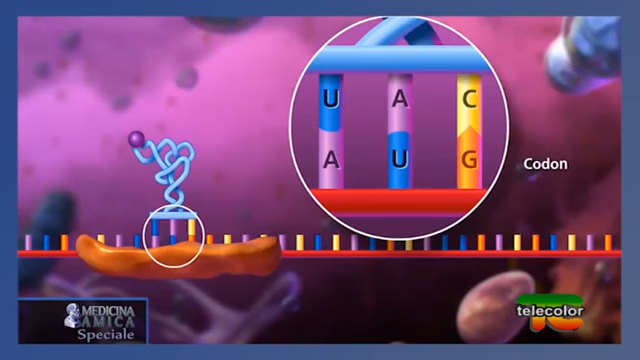 U A C
A U G
Codon
MEDICINA
AMICA
Speciale
telecolor